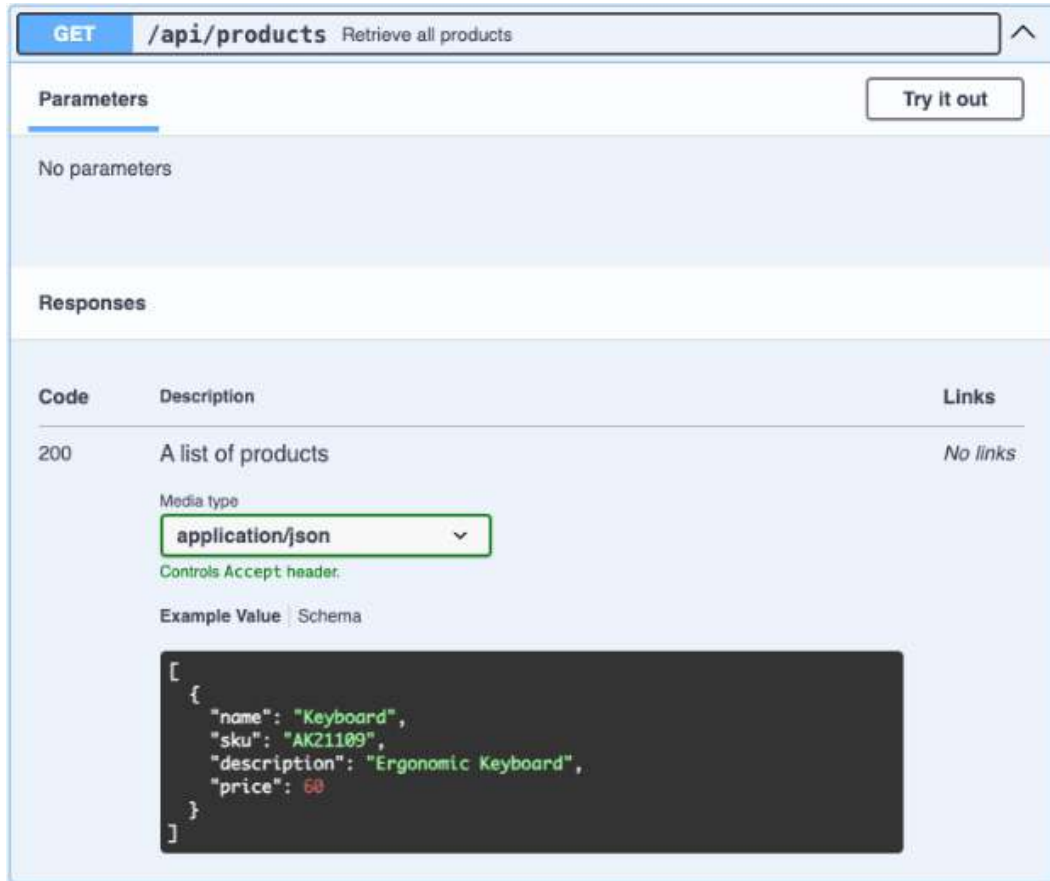 GET /api/products Retrieve all products
Parameters Try it out
No parameters
Responses
Code Description Links
200 A list of products No links
Media type
application/json
Controls Accept header.
Example Value Schema
[
{
"name": "Keyboard",
"sku": "AK21109",
"description": "Ergonomic Keyboard",
"price": 60
}
]